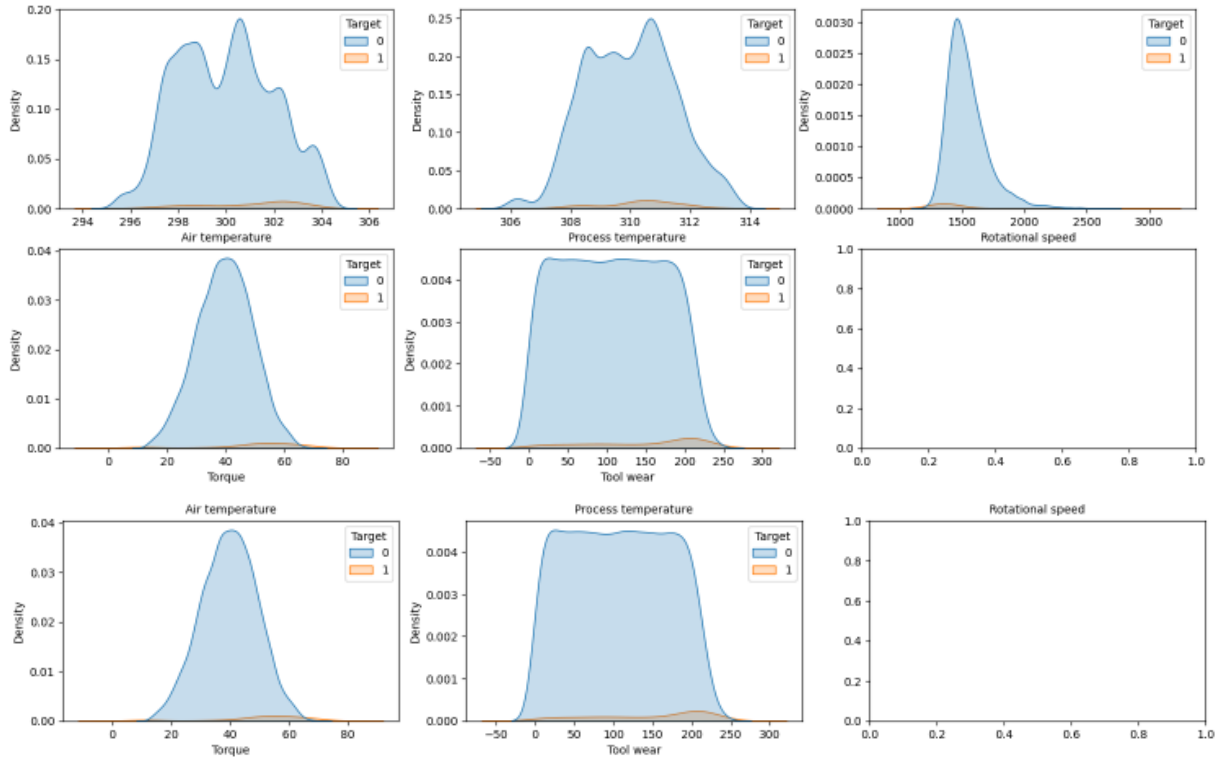 0.20
0.15
0.10
0.05
0.00
Density
294 296 298 300 302 304 306
Air temperature
Target
0
1
0.25
0.20
0.15
0.10
0.05
0.00
Density
306 308 310 312 314
Process temperature
Target
0
1
0.0030
0.0025
0.0020
0.0015
0.0010
0.0005
0.0000
Density
1000 1500 2000 2500 3000
Rotational speed
Target
0
1
0.04
0.03
0.02
0.01
0.00
Density
0 20 40 60 80
Torque
Target
0
1
0.004
0.003
0.002
0.001
0.000
Density
−50 0 50 100 150 200 250 300
Tool wear
Target
0
1
1.0
0.8
0.6
0.4
0.2
0.0
0.0 0.2 0.4 0.6 0.8 1.0
Air temperature
0.04
0.03
0.02
0.01
0.00
Density
0 20 40 60 80
Torque
Target
0
1
Process temperature
0.004
0.003
0.002
0.001
0.000
Density
−50 0 50 100 150 200 250 300
Tool wear
Target
0
1
Rotational speed
1.0
0.8
0.6
0.4
0.2
0.0
0.0 0.2 0.4 0.6 0.8 1.0